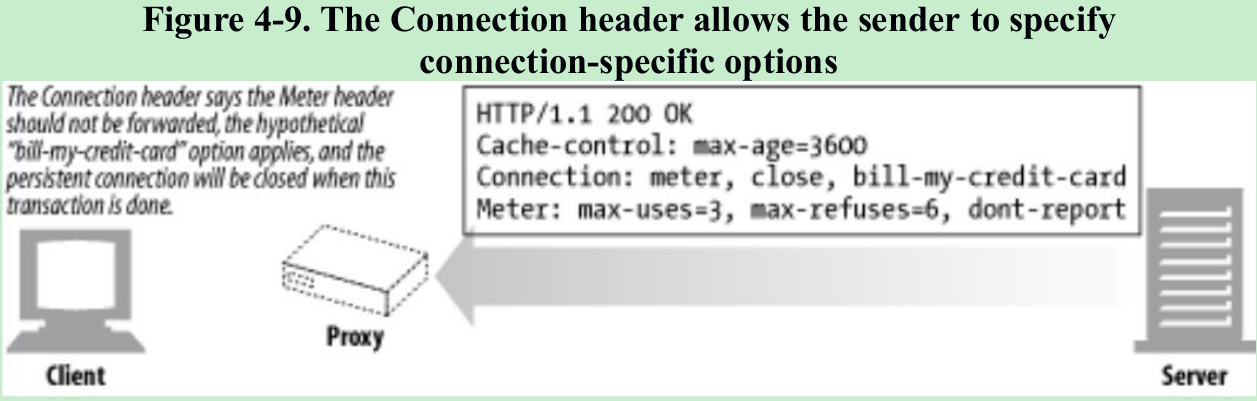 Figure 4-9. The Connection header allows the sender to specify
connection-specific options
The Connection header says the Meter header
should not be forwarded, the hypothetical
"bill-my-credit-card" option applies, and the
persistent connection will be closed when this
transaction is done.
HTTP/1.1 200 OK
Cache-control: max-age=3600
Connection: meter, close, bill-my-credit-card
Meter: max-uses=3, max-refuses=6, dont-report
Client
Proxy
Server